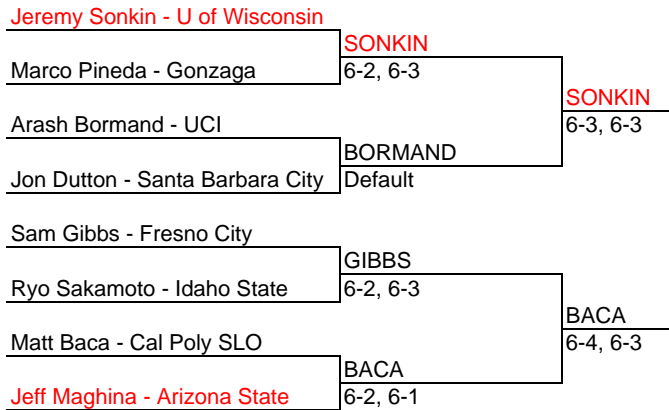 Jeremy Sonkin - U of Wisconsin
SONKIN
Marco Pineda - Gonzaga
6-2, 6-3
SONKIN
Arash Bormand - UCI
6-3, 6-3
BORMAND
Jon Dutton - Santa Barbara City
Default
Sam Gibbs - Fresno City
GIBBS
Ryo Sakamoto - Idaho State
6-2, 6-3
BACA
Matt Baca - Cal Poly SLO
6-4, 6-3
BACA
Jeff Maghina - Arizona State
6-2, 6-1